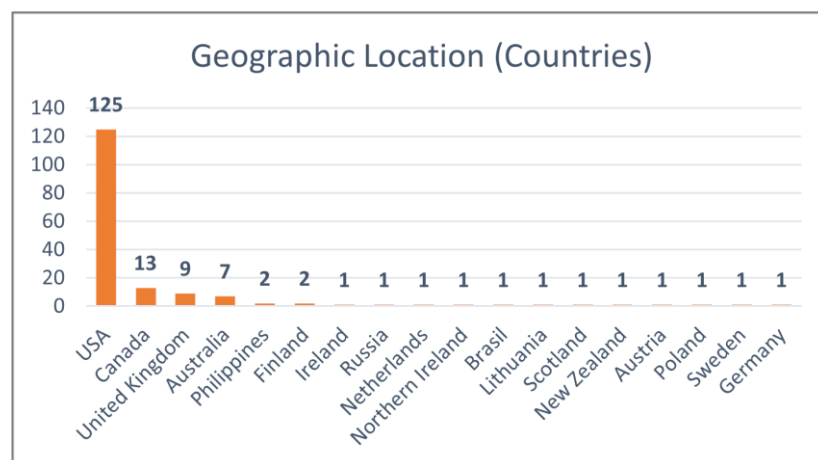 Geographic Location (Countries)
140
120
100
80
60
40
20
0
125
13
9
7
2
2
1
1
1
1
1
1
1
1
1
1
1
1
USA
Canada
United Kingdom
Australia
Philippines
Finland
Ireland
Russia
Netherlands
Northern Ireland
Brasil
Lithuania
Scotland
New Zealand
Austria
Poland
Sweden
Germany